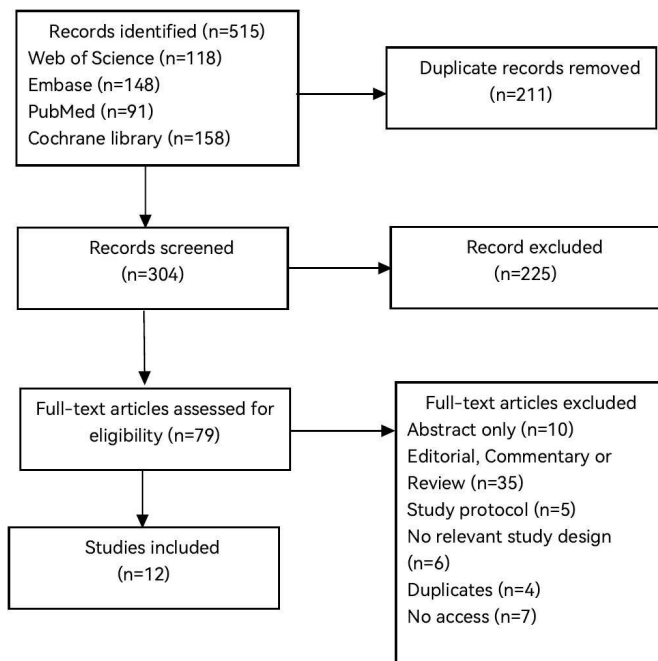 Records identified (n=515)
Web of Science (n=118)
Embase (n=148)
PubMed (n=91)
Cochrane library (n=158)
Duplicate records removed
(n=211)
Records screened
(n=304)
Record excluded
(n=225)
Full-text articles assessed for
eligibility (n=79)
Full-text articles excluded
Abstract only (n=10)
Editorial, Commentary or
Review (n=35)
Study protocol (n=5)
No relevant study design
(n=6)
Duplicates (n=4)
No access (n=7)
Studies included
(n=12)